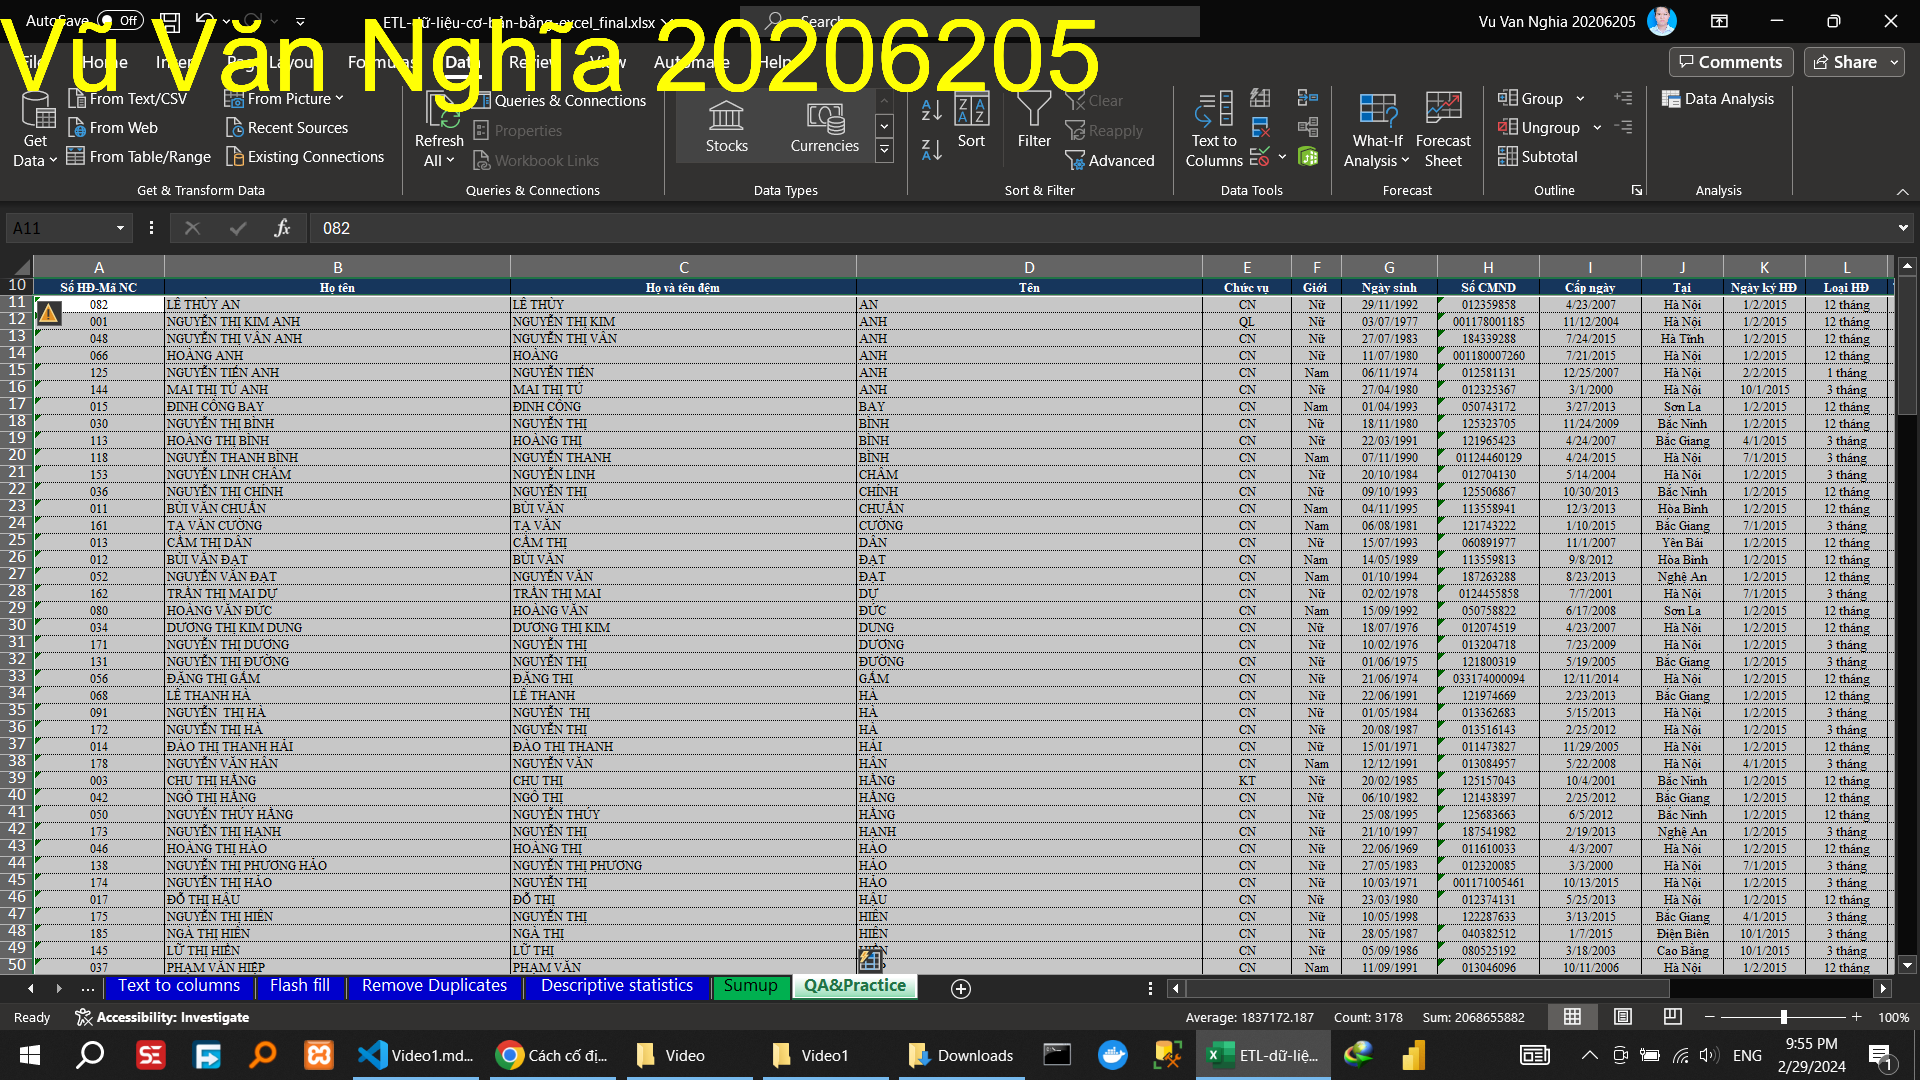 AutoSave Off ETL-dữ-liệu-cơ-bản-bằng-excel_final.xlsx Search Vu Van Nghia 20206205
Vũ Văn Nghĩa 20206205
File Home Insert Page Layout Formulas Data Review View Automate Help Comments Share
Get Data From Text/CSV From Web From Table/Range From Picture Recent Sources Existing Connections
Refresh All Queries & Connections Properties Workbook Links
Stocks Currencies
Sort Filter Clear Reapply Advanced
Text to Columns What-If Analysis Forecast Sheet
Group Ungroup Subtotal Data Analysis
Get & Transform Data Queries & Connections Data Types Sort & Filter Data Tools Forecast Outline Analysis
A11 fx 082
A B C D E F G H I J K L
10 Số HĐ-Mã NC Họ tên Họ và tên đệm Tên Chức vụ Giới Ngày sinh Số CMND Cấp ngày Tại Ngày ký HĐ Loại HĐ
11 082 LÊ THÙY AN LÊ THÙY AN CN Nữ 29/11/1992 012359858 4/23/2007 Hà Nội 1/2/2015 12 tháng
12 001 NGUYỄN THỊ KIM ANH NGUYỄN THỊ KIM ANH QL Nữ 03/07/1977 001178001185 11/12/2004 Hà Nội 1/2/2015 12 tháng
13 048 NGUYỄN THỊ VÂN ANH NGUYỄN THỊ VÂN ANH CN Nữ 27/07/1983 184339288 7/24/2015 Hà Tĩnh 1/2/2015 12 tháng
14 066 HOÀNG ANH HOÀNG ANH CN Nữ 11/07/1980 001180007260 7/21/2015 Hà Nội 1/2/2015 12 tháng
15 125 NGUYỄN TIẾN ANH NGUYỄN TIẾN ANH CN Nam 06/11/1974 012581131 12/25/2007 Hà Nội 2/2/2015 1 tháng
16 144 MAI THỊ TÚ ANH MAI THỊ TÚ ANH CN Nữ 27/04/1980 012325367 3/1/2000 Hà Nội 10/1/2015 3 tháng
17 015 ĐINH CÔNG BAY ĐINH CÔNG BAY CN Nam 01/04/1993 050743172 3/27/2013 Sơn La 1/2/2015 12 tháng
18 030 NGUYỄN THỊ BÌNH NGUYỄN THỊ BÌNH CN Nữ 18/11/1980 125323705 11/24/2009 Bắc Ninh 1/2/2015 12 tháng
19 113 HOÀNG THỊ BÌNH HOÀNG THỊ BÌNH CN Nữ 22/03/1991 121965423 4/24/2007 Bắc Giang 4/1/2015 3 tháng
20 118 NGUYỄN THANH BÌNH NGUYỄN THANH BÌNH CN Nam 07/11/1990 01124460129 4/24/2015 Hà Nội 7/1/2015 3 tháng
21 153 NGUYỄN LINH CHÂM NGUYỄN LINH CHÂM CN Nữ 20/10/1984 012704130 5/14/2004 Hà Nội 1/2/2015 3 tháng
22 036 NGUYỄN THỊ CHÍNH NGUYỄN THỊ CHÍNH CN Nữ 09/10/1993 125506867 10/30/2013 Bắc Ninh 1/2/2015 12 tháng
23 011 BÙI VĂN CHUẨN BÙI VĂN CHUẨN CN Nam 04/11/1995 113558941 12/3/2013 Hòa Bình 1/2/2015 12 tháng
24 161 TẠ VĂN CƯỜNG TẠ VĂN CƯỜNG CN Nam 06/08/1981 121743222 1/10/2015 Bắc Giang 7/1/2015 3 tháng
25 013 CẦM THỊ DÂN CẦM THỊ DÂN CN Nữ 15/07/1993 060891977 11/1/2007 Yên Bái 1/2/2015 12 tháng
26 012 BÙI VĂN ĐẠT BÙI VĂN ĐẠT CN Nam 14/05/1989 113559813 9/8/2012 Hòa Bình 1/2/2015 12 tháng
27 052 NGUYỄN VĂN ĐẠT NGUYỄN VĂN ĐẠT CN Nam 01/10/1994 187263288 8/23/2013 Nghệ An 1/2/2015 12 tháng
28 162 TRẦN THỊ MAI DỰ TRẦN THỊ MAI DỰ CN Nữ 02/02/1978 0124455858 7/7/2001 Hà Nội 7/1/2015 3 tháng
29 080 HOÀNG VĂN ĐỨC HOÀNG VĂN ĐỨC CN Nam 15/09/1992 050758822 6/17/2008 Sơn La 1/2/2015 12 tháng
30 034 DƯƠNG THỊ KIM DUNG DƯƠNG THỊ KIM DUNG CN Nữ 18/07/1976 012074519 4/23/2007 Hà Nội 1/2/2015 12 tháng
31 171 NGUYỄN THỊ DƯƠNG NGUYỄN THỊ DƯƠNG CN Nữ 10/02/1976 013204718 7/23/2009 Hà Nội 1/2/2015 3 tháng
32 131 NGUYỄN THỊ ĐƯỜNG NGUYỄN THỊ ĐƯỜNG CN Nữ 01/06/1975 121800319 5/19/2005 Bắc Giang 1/2/2015 3 tháng
33 056 ĐẶNG THỊ GẤM ĐẶNG THỊ GẤM CN Nữ 21/06/1974 033174000094 12/11/2014 Hà Nội 1/2/2015 12 tháng
34 068 LÊ THANH HÀ LÊ THANH HÀ CN Nữ 22/06/1991 121974669 2/23/2013 Bắc Giang 1/2/2015 12 tháng
35 091 NGUYỄN THỊ HÀ NGUYỄN THỊ HÀ CN Nữ 01/05/1984 013362683 5/15/2013 Hà Nội 1/2/2015 3 tháng
36 172 NGUYỄN THỊ HÀ NGUYỄN THỊ HÀ CN Nữ 20/08/1987 013516143 2/25/2012 Hà Nội 1/2/2015 3 tháng
37 014 ĐÀO THỊ THANH HẢI ĐÀO THỊ THANH HẢI CN Nữ 15/01/1971 011473827 11/29/2005 Hà Nội 1/2/2015 12 tháng
38 178 NGUYỄN VĂN HÂN NGUYỄN VĂN HÂN CN Nam 12/12/1991 013084957 5/22/2008 Hà Nội 4/1/2015 3 tháng
39 003 CHU THỊ HẰNG CHU THỊ HẰNG KT Nữ 20/02/1985 125157043 10/4/2001 Bắc Ninh 1/2/2015 12 tháng
40 042 NGÔ THỊ HẰNG NGÔ THỊ HẰNG CN Nữ 06/10/1982 121438397 2/25/2012 Bắc Giang 1/2/2015 12 tháng
41 050 NGUYỄN THÚY HẰNG NGUYỄN THÚY HẰNG CN Nữ 25/08/1995 125683663 6/5/2012 Bắc Ninh 1/2/2015 12 tháng
42 173 NGUYỄN THỊ HẠNH NGUYỄN THỊ HẠNH CN Nữ 21/10/1997 187541982 2/19/2013 Nghệ An 1/2/2015 3 tháng
43 046 HOÀNG THỊ HÀO HOÀNG THỊ HÀO CN Nữ 22/06/1969 011610033 4/3/2007 Hà Nội 1/2/2015 12 tháng
44 138 NGUYỄN THỊ PHƯƠNG HẢO NGUYỄN THỊ PHƯƠNG HẢO CN Nữ 27/05/1983 012320085 3/3/2000 Hà Nội 7/1/2015 3 tháng
45 174 NGUYỄN THỊ HẢO NGUYỄN THỊ HẢO CN Nữ 10/03/1971 001171005461 10/13/2015 Hà Nội 1/2/2015 3 tháng
46 017 ĐỖ THỊ HẬU ĐỖ THỊ HẬU CN Nữ 23/03/1980 012374131 5/25/2013 Hà Nội 1/2/2015 12 tháng
47 175 NGUYỄN THỊ HIÊN NGUYỄN THỊ HIÊN CN Nữ 10/05/1998 122287633 3/13/2015 Bắc Giang 4/1/2015 3 tháng
48 185 NGÀ THỊ HIÊN NGÀ THỊ HIÊN CN Nữ 28/05/1987 040382512 1/7/2015 Điện Biên 10/1/2015 3 tháng
49 145 LỮ THỊ HIỀN LỮ THỊ CN Nữ 05/09/1986 080525192 3/18/2003 Cao Bằng 10/1/2015 3 tháng
50 037 PHẠM VĂN HIỆP PHẠM VĂN CN Nam 11/09/1991 013046096 10/11/2006 Hà Nội 1/2/2015 12 tháng
... Text to columns Flash fill Remove Duplicates Descriptive statistics Sumup QA&Practice
Ready Accessibility: Investigate Average: 1837172.187 Count: 3178 Sum: 2068655882 100%
Video1.md... Cách cố đị... Video Video1 Downloads ETL-dữ-liệ... ENG 9:55 PM
2/29/2024 1